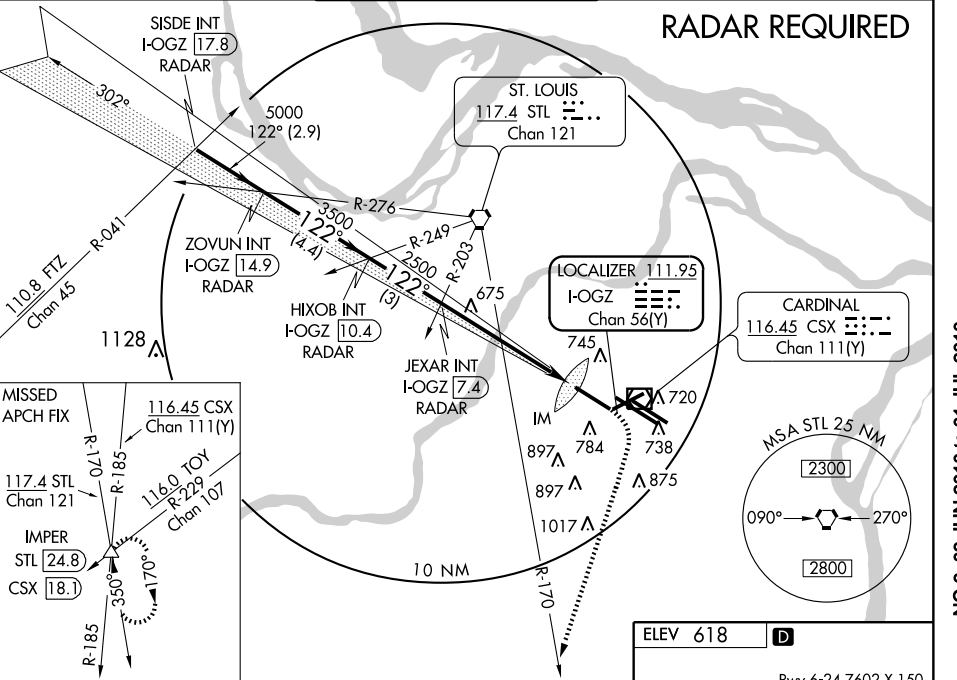 RADAR REQUIRED
SISDE INT
I-OGZ 17.8
RADAR
302°
5000
122° (2.9)
ST. LOUIS
117.4 STL
Chan 121
R-276
R-041
110.8 FTZ
Chan 45
3500
122°
(4.4)
R-249
2500
R-203
122°
(3)
ZOVUN INT
I-OGZ 14.9
RADAR
HIXOB INT
I-OGZ 10.4
RADAR
JEXAR INT
I-OGZ 7.4
RADAR
675
LOCALIZER 111.95
I-OGZ
Chan 56(Y)
CARDINAL
116.45 CSX
Chan 111(Y)
1128
745
IM
720
784
738
897
897
875
1017
R-170
10 NM
MISSED
APCH FIX
116.45 CSX
Chan 111(Y)
R-170
R-185
117.4 STL
Chan 121
116.0 TOY
R-229
Chan 107
IMPER
STL 24.8
CSX 18.1
350°
170°
R-185
MSA STL 25 NM
2300
090°
270°
2800
ELEV 618
D
Rwy 6-24 7602 X 150